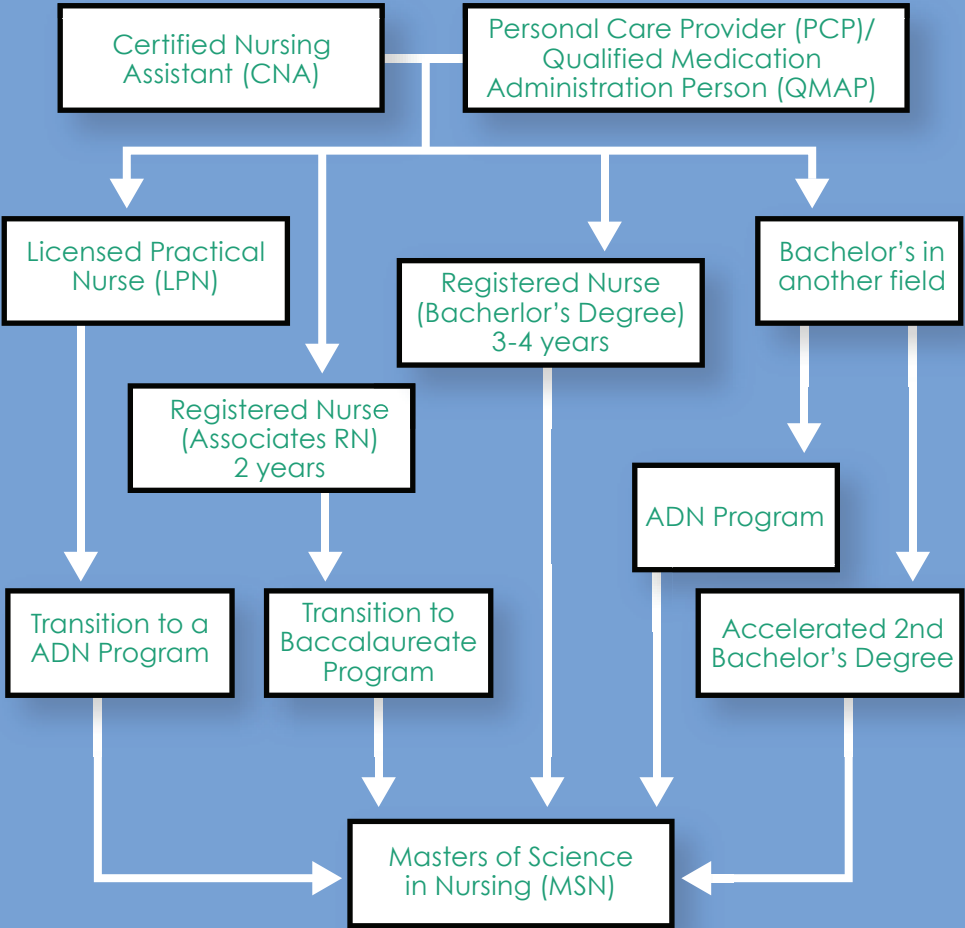 Certified Nursing
Assistant (CNA)
Personal Care Provider (PCP)/
Qualified Medication
Administration Person (QMAP)
Licensed Practical
Nurse (LPN)
Registered Nurse
(Associates RN)
2 years
Registered Nurse
(Bacherlor’s Degree)
3-4 years
Bachelor’s in
another field
ADN Program
Transition to a
ADN Program
Transition to
Baccalaureate
Program
Accelerated 2nd
Bachelor’s Degree
Masters of Science
in Nursing (MSN)